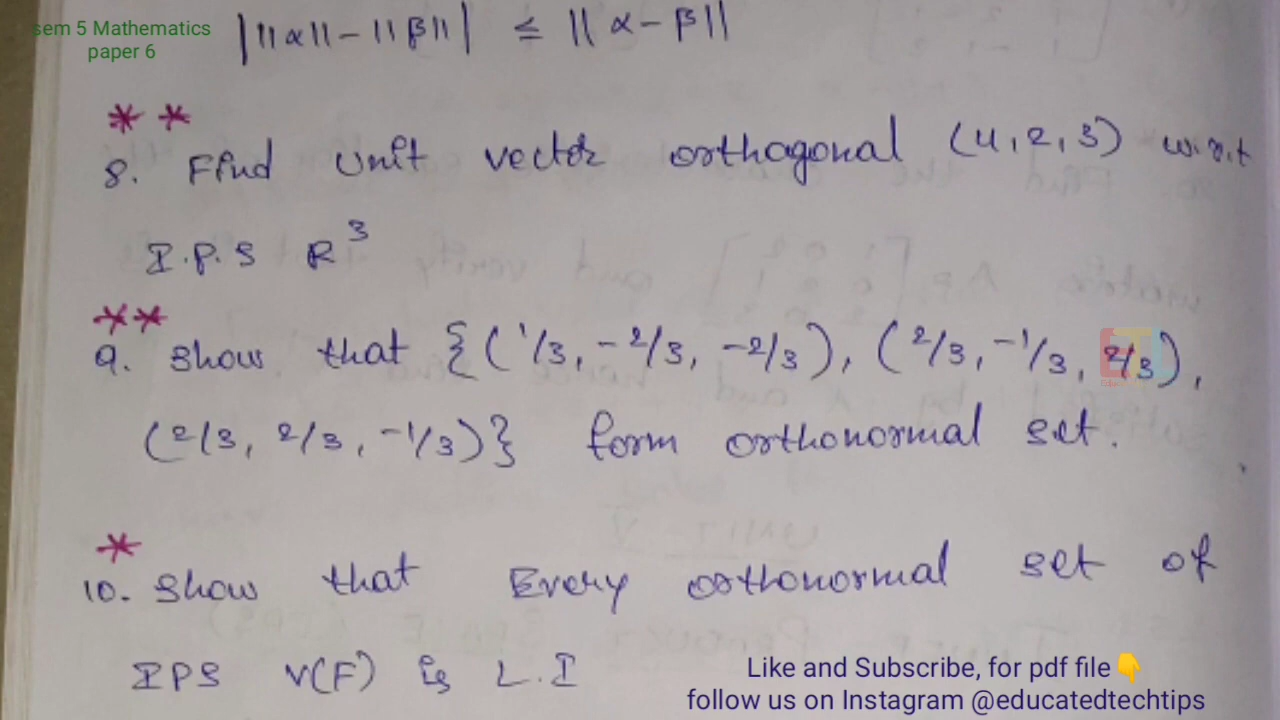 sem 5 Mathematics
paper 6
| ||α|| - ||β|| | ≤ || α - β ||
**
8. Find Unit vector orthagonal (4,2,3) w.r.t
I.P.S R³
**
9. Show that {(1/3, -2/3, -2/3), (2/3, -1/3, 2/3),
(2/3, 2/3, -1/3)} form orthonormal set.
*
10. Show that Every orthonormal set of
IPS V(F) is L.I
Like and Subscribe, for pdf file👇
follow us on Instagram @educatedtechtips